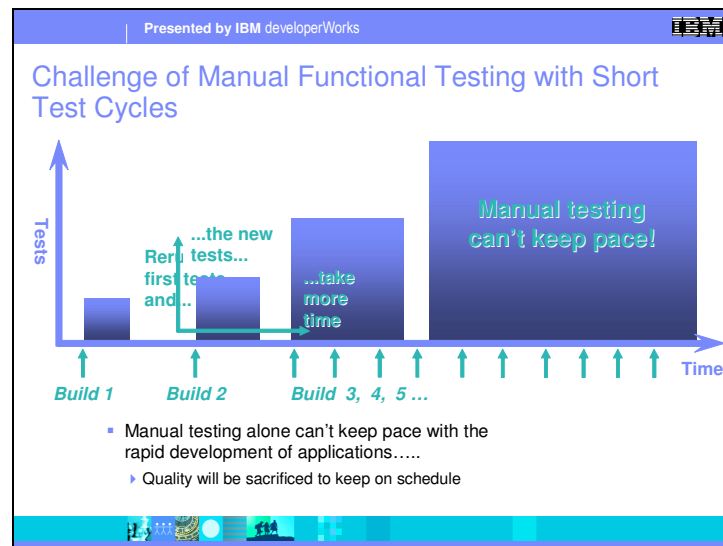 Presented by IBM developerWorks
IBM
Challenge of Manual Functional Testing with Short
Test Cycles
Tests
Manual testing
can't keep pace!
...the new
tests...
Reru
first tests
and...
...take
more
time
Time
Build 1
Build 2
Build 3, 4, 5 ...
Manual testing alone can't keep pace with the
rapid development of applications…..
Quality will be sacrificed to keep on schedule